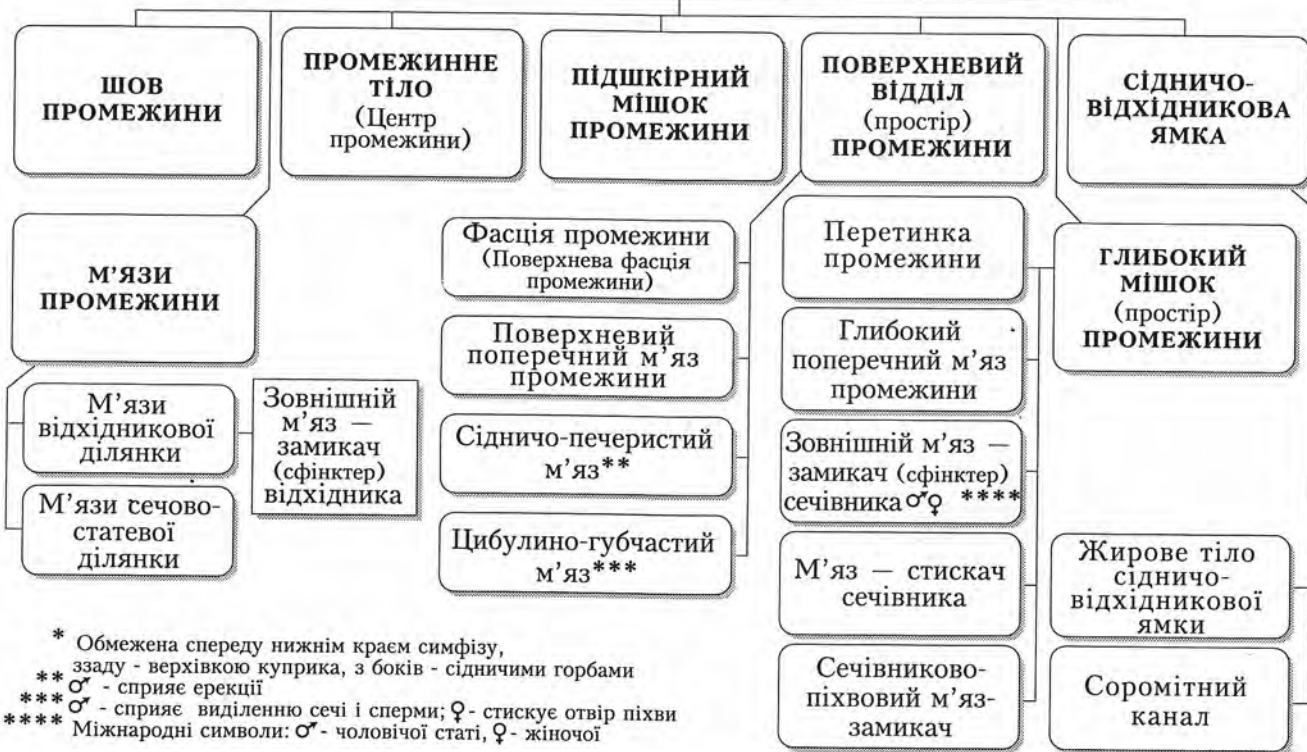 ШОВ
ПРОМЕЖИНИ
ПРОМЕЖИННЕ
ТІЛО
(Центр
промежини)
ПІДШКІРНИЙ
МІШОК
ПРОМЕЖИНИ
ПОВЕРХНЕВИЙ
ВІДДІЛ
(простір)
ПРОМЕЖИНИ
СІДНИЧО-
ВІДХІДНИКОВА
ЯМКА
М'ЯЗИ
ПРОМЕЖИНИ
М'язи
відхідникової
ділянки
Зовнішній
м'яз —
замикач
(сфінктер)
відхідника
М'язи сечово-
статевої
ділянки
Фасція промежини
(Поверхнева фасція
промежини)
Поверхневий
поперечний м'яз
промежини
Сідничо-печеристий
м'яз**
Цибулино-губчастий
м'яз***
Перетинка
промежини
Глибокий
поперечний м'яз
промежини
Зовнішній м'яз —
замикач (сфінктер)
сечівника ♂♀ ****
М'яз — стискач
сечівника
Сечівниково-
піхвовий м'яз-
замикач
ГЛИБОКИЙ
МІШОК
(простір)
ПРОМЕЖИНИ
Жирове тіло
сідничо-
відхідникової
ямки
Соромітний
канал
* Обмежена спереду нижнім краєм симфізу,
ззаду - верхівкою куприка, з боків - сідничими горбами
** ♂ - сприяє ерекції
*** ♂ - сприяє виділенню сечі і сперми; ♀ - стискує отвір піхви
**** Міжнародні символи: ♂ - чоловічої статі, ♀ - жіночої